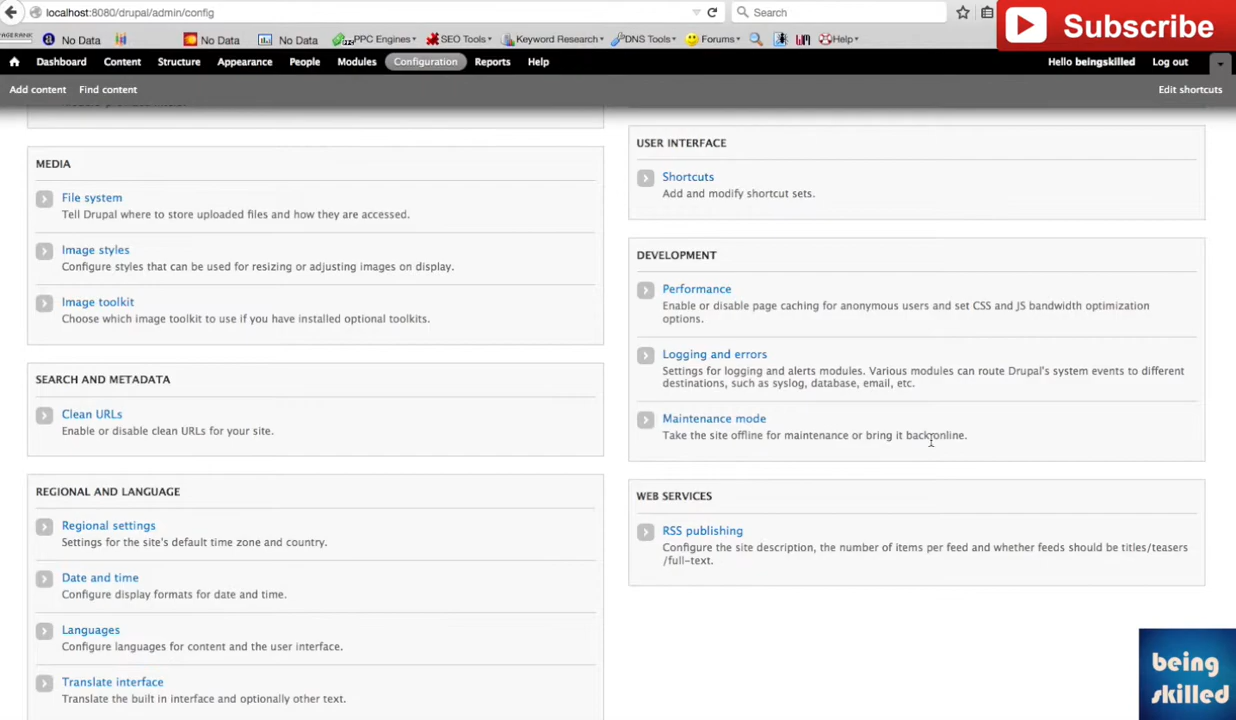 localhost:8080/drupal/admin/config
Search
Subscribe
PAGERANK
No Data
No Data
No Data
PPC Engines
SEO Tools
Keyword Research
DNS Tools
Forums
Help
Dashboard
Content
Structure
Appearance
People
Modules
Configuration
Reports
Help
Hello beingskilled
Log out
Add content
Find content
Edit shortcuts
MEDIA
File system
Tell Drupal where to store uploaded files and how they are accessed.
Image styles
Configure styles that can be used for resizing or adjusting images on display.
Image toolkit
Choose which image toolkit to use if you have installed optional toolkits.
SEARCH AND METADATA
Clean URLs
Enable or disable clean URLs for your site.
REGIONAL AND LANGUAGE
Regional settings
Settings for the site's default time zone and country.
Date and time
Configure display formats for date and time.
Languages
Configure languages for content and the user interface.
Translate interface
Translate the built in interface and optionally other text.
USER INTERFACE
Shortcuts
Add and modify shortcut sets.
DEVELOPMENT
Performance
Enable or disable page caching for anonymous users and set CSS and JS bandwidth optimization
options.
Logging and errors
Settings for logging and alerts modules. Various modules can route Drupal's system events to different
destinations, such as syslog, database, email, etc.
Maintenance mode
Take the site offline for maintenance or bring it back online.
WEB SERVICES
RSS publishing
Configure the site description, the number of items per feed and whether feeds should be titles/teasers
/full-text.
being
skilled